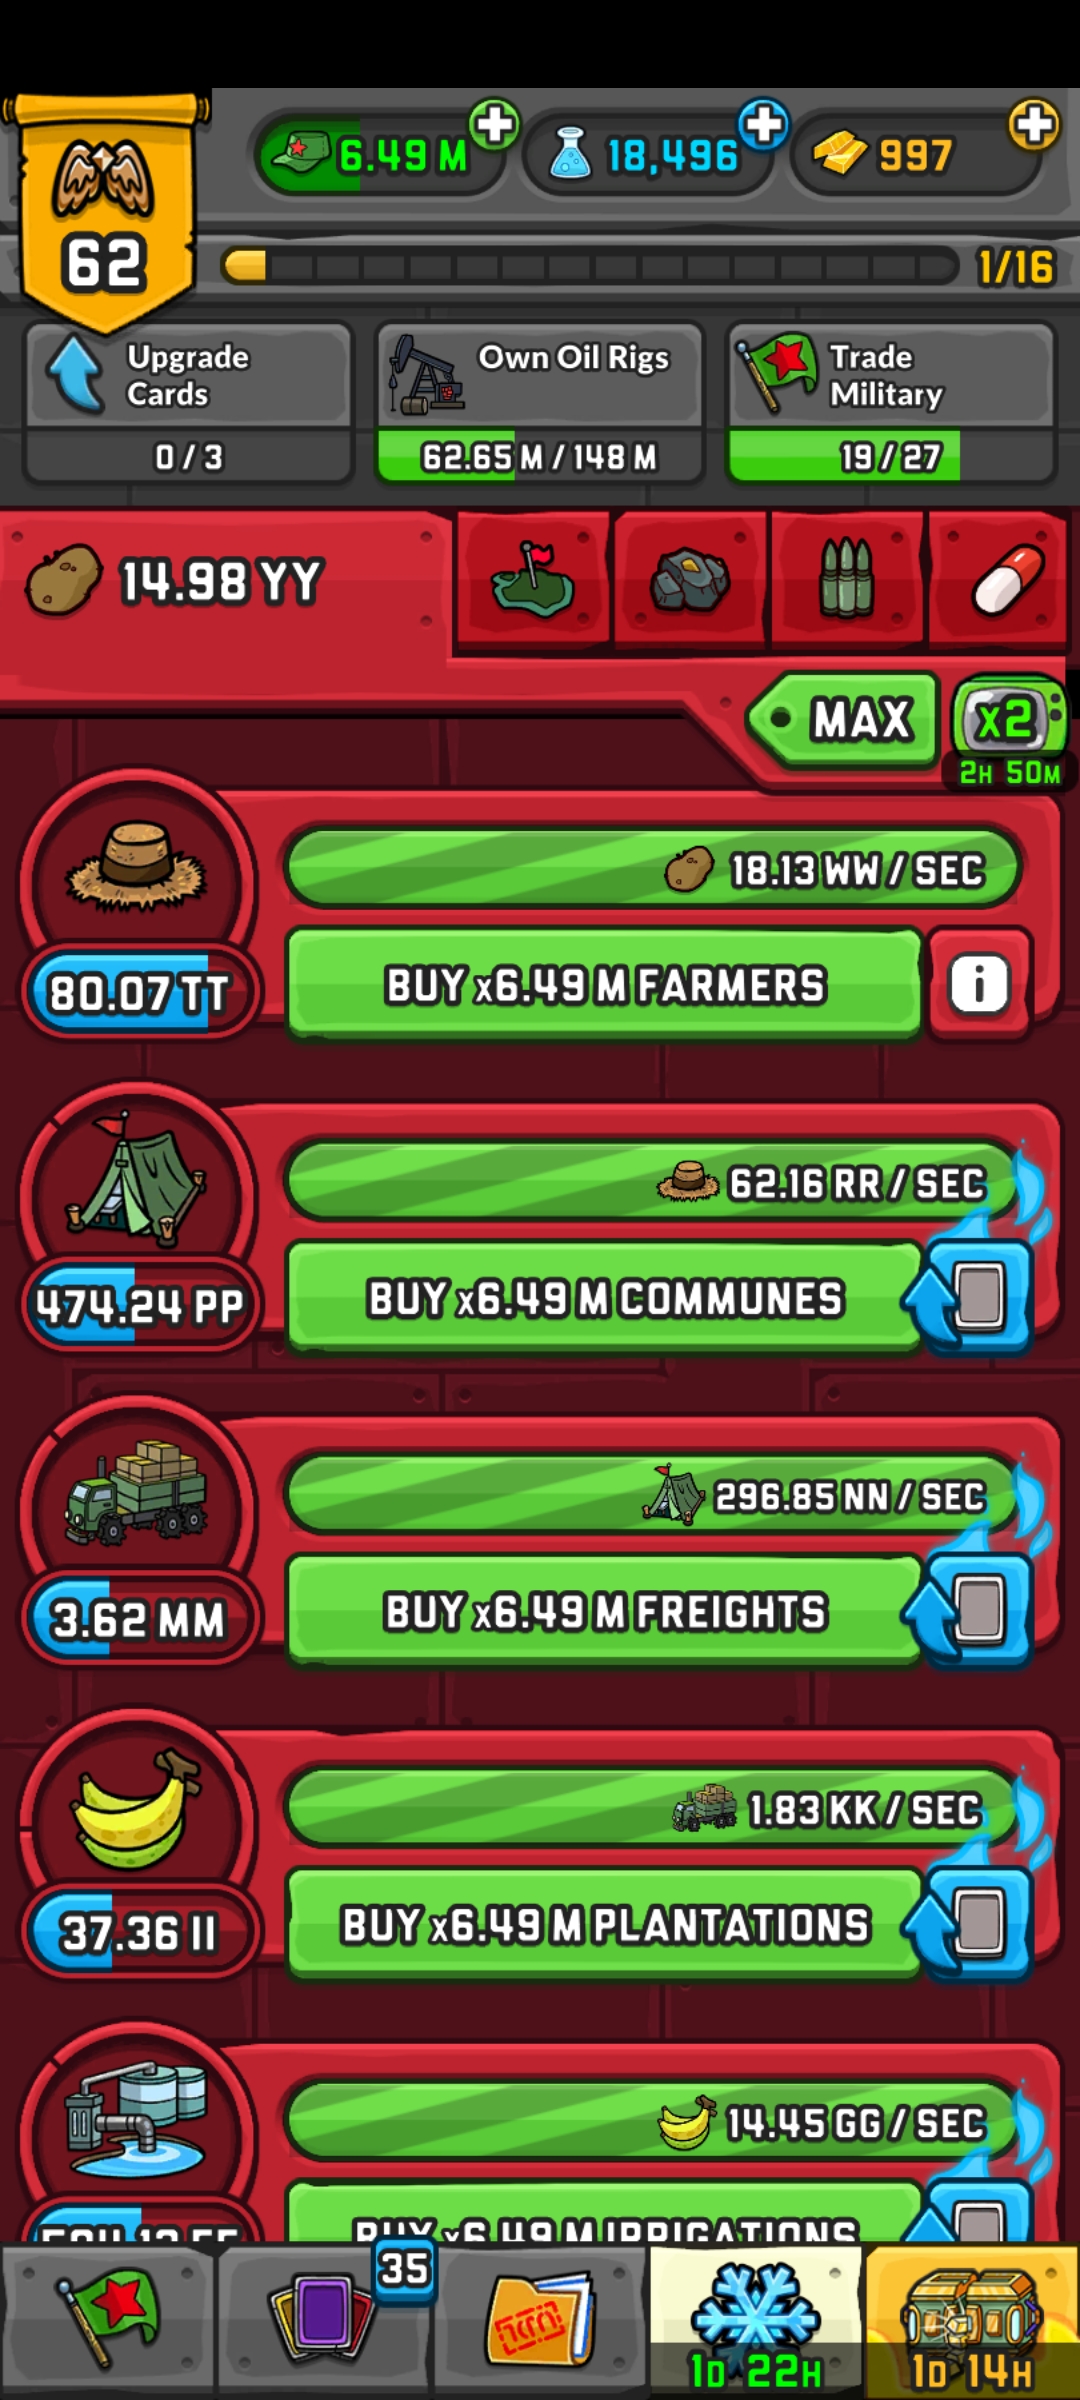 6.49 M
18,496
997
62
1/16
Upgrade
Cards
0 / 3
Own Oil Rigs
62.65 M / 148 M
Trade
Military
19 / 27
14.98 YY
MAX
x2
2H 50M
18.13 WW / SEC
80.07 TT
BUY x6.49 M FARMERS
i
62.16 RR / SEC
474.24 PP
BUY x6.49 M COMMUNES
296.85 NN / SEC
3.62 MM
BUY x6.49 M FREIGHTS
1.83 KK / SEC
37.36 II
BUY x6.49 M PLANTATIONS
14.45 GG / SEC
BUY x6.49 M IRRIGATIONS
35
1D 22H
1D 14H